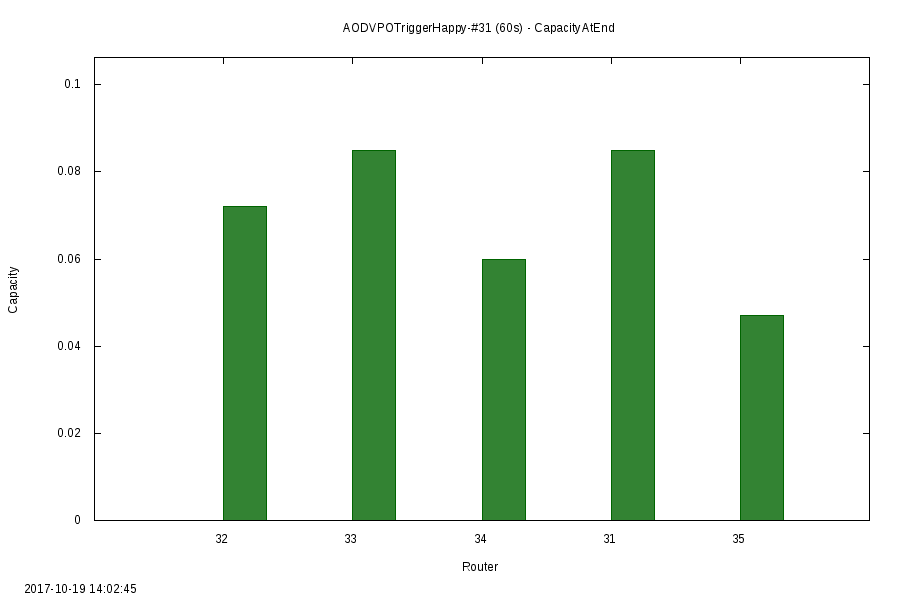 AODVPOTriggerHappy-#31 (60s) - CapacityAtEnd
0.1
0.08
0.06
0.04
0.02
0
Capacity
32 33 34 31 35
Router
2017-10-19 14:02:45